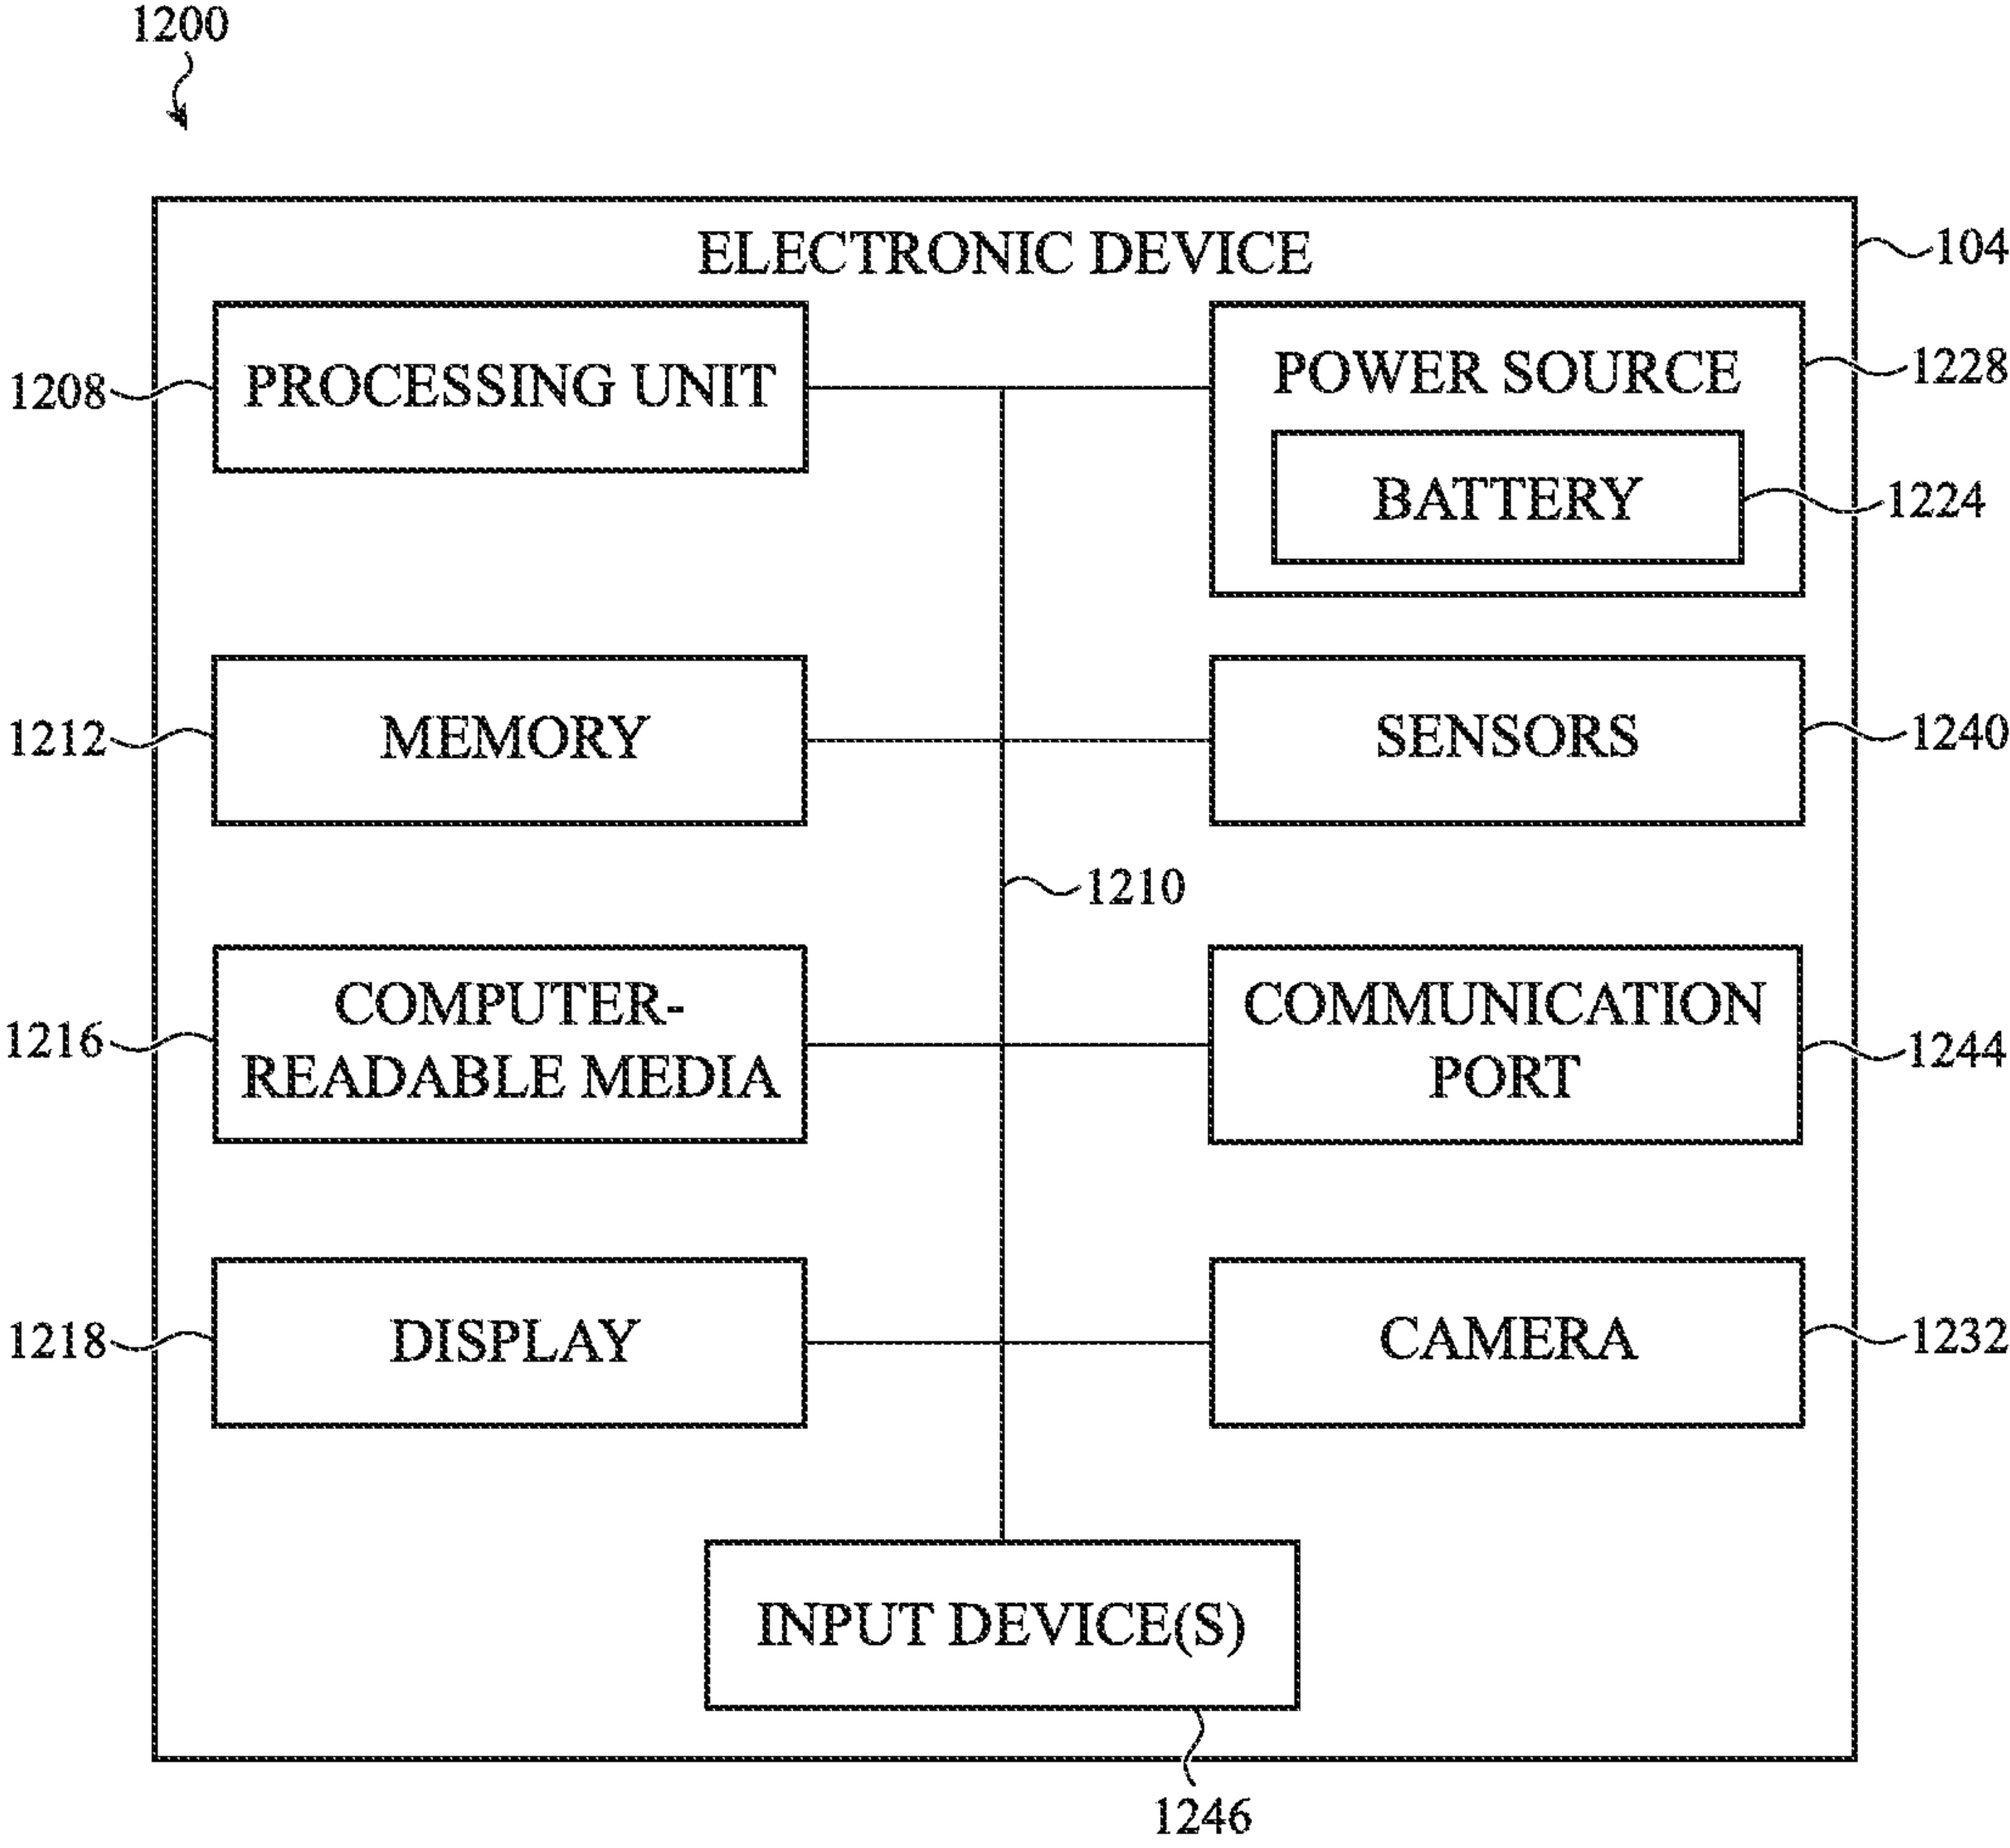 1200
ELECTRONIC DEVICE
104
1208
PROCESSING UNIT
POWER SOURCE
1228
BATTERY
1224
1212
MEMORY
SENSORS
1240
1210
1216
COMPUTER-
READABLE MEDIA
COMMUNICATION
PORT
1244
1218
DISPLAY
CAMERA
1232
INPUT DEVICE(S)
1246